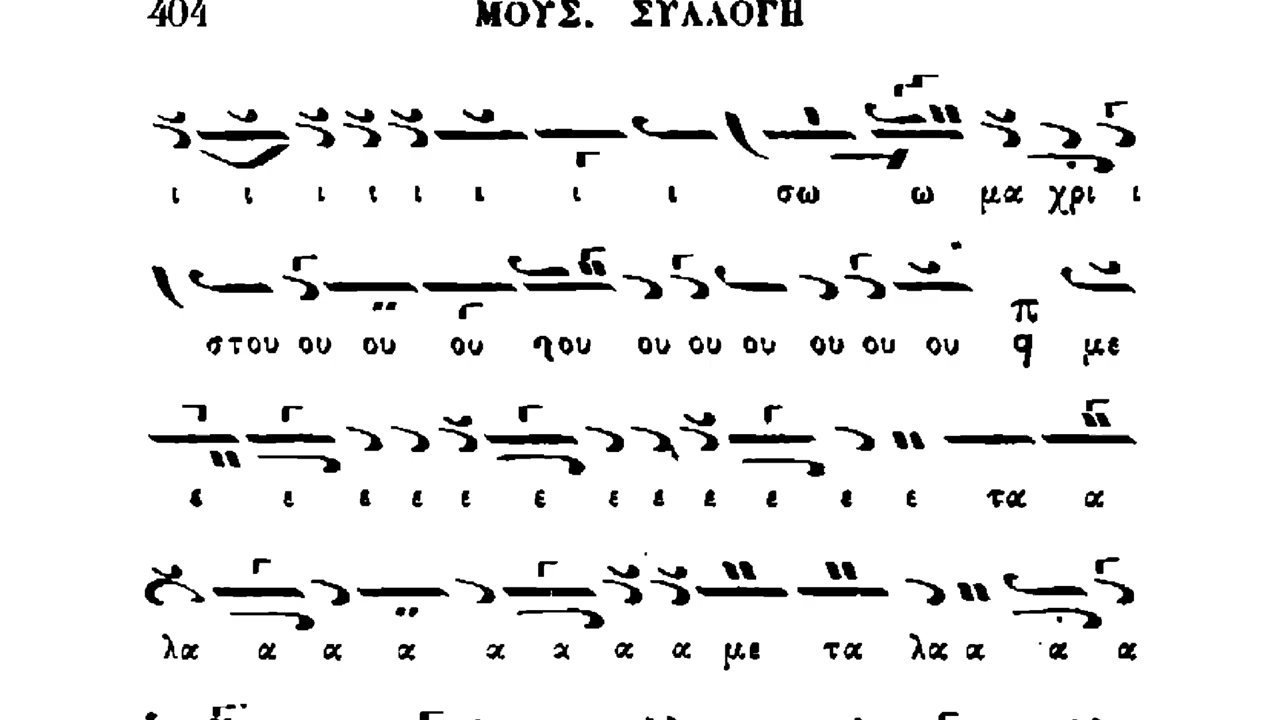 404 ΜΟΥΣ. ΣΥΛΛΟΓΗ
ι ι ι ι ι ι ι ι σω ω μα χρι ι
στου ου ου ου ηου ου ου ου ου ου ου π q με
ε ε ε ε ε ε ε ε ε ε ε τα α
λα α α α α α α α με τα λα α α α